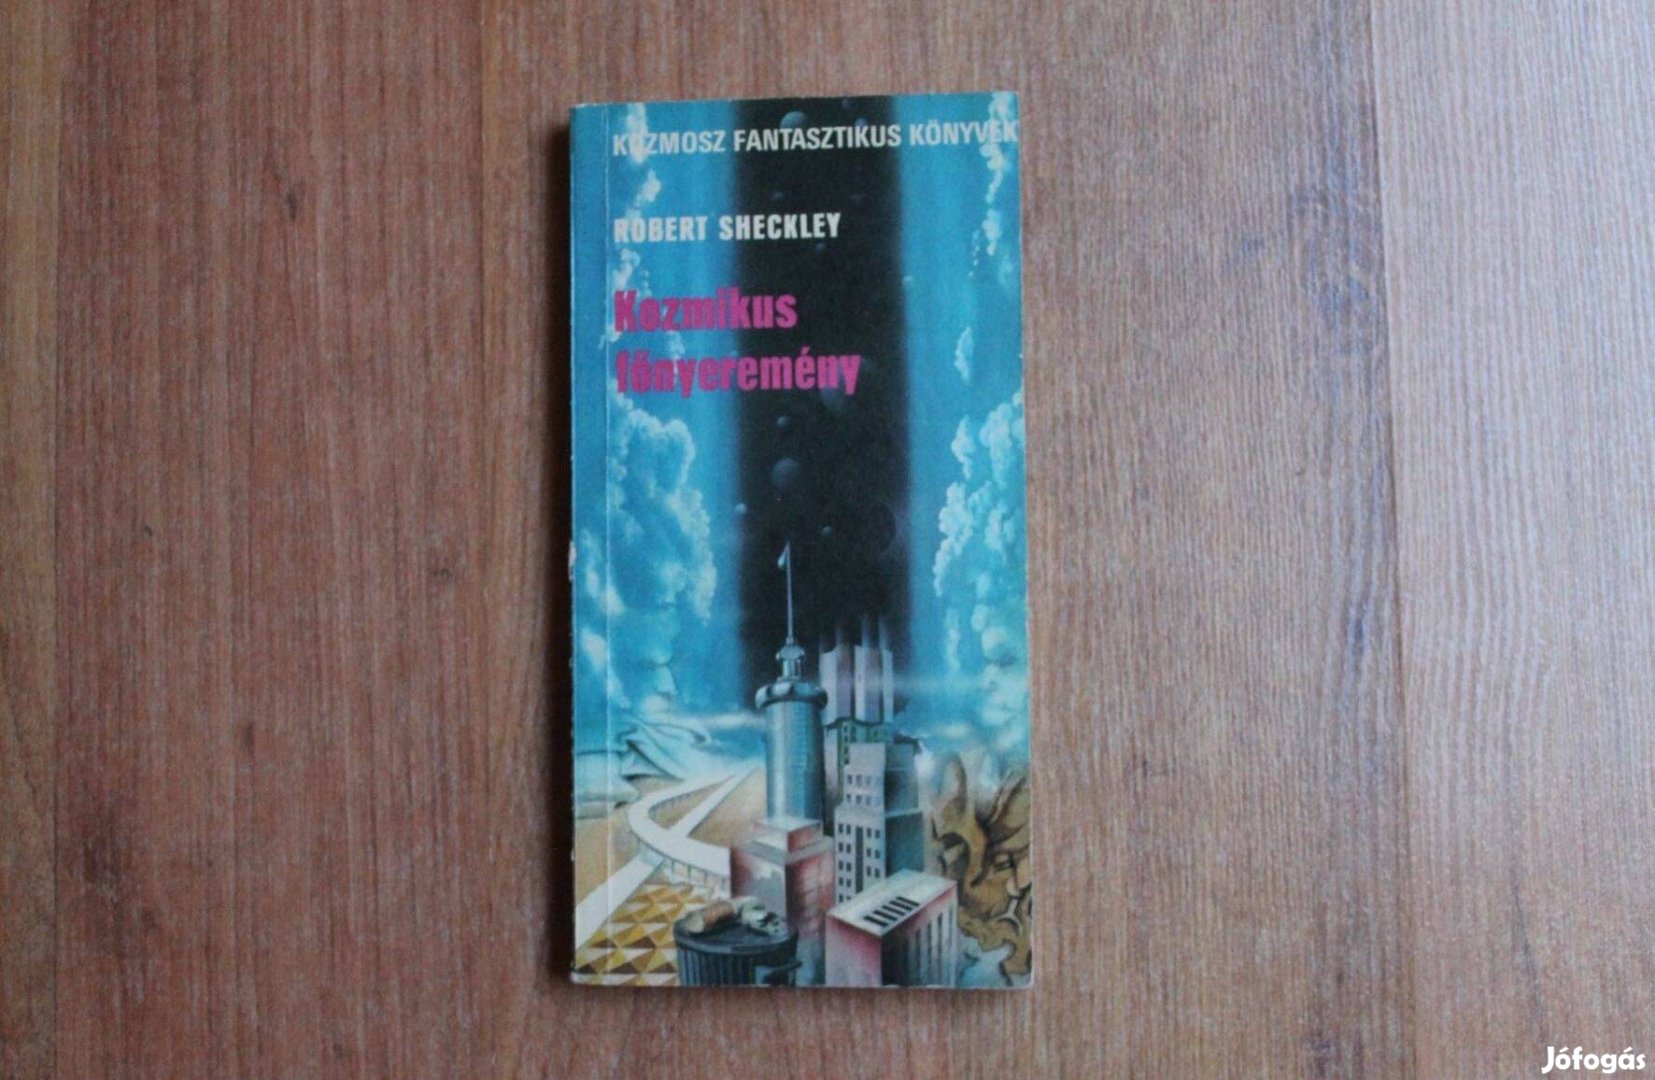 KOZMOSZ FANTASZTIKUS KÖNYVEK
ROBERT SHECKLEY
Kozmikus
főnyeremény
Jófogás